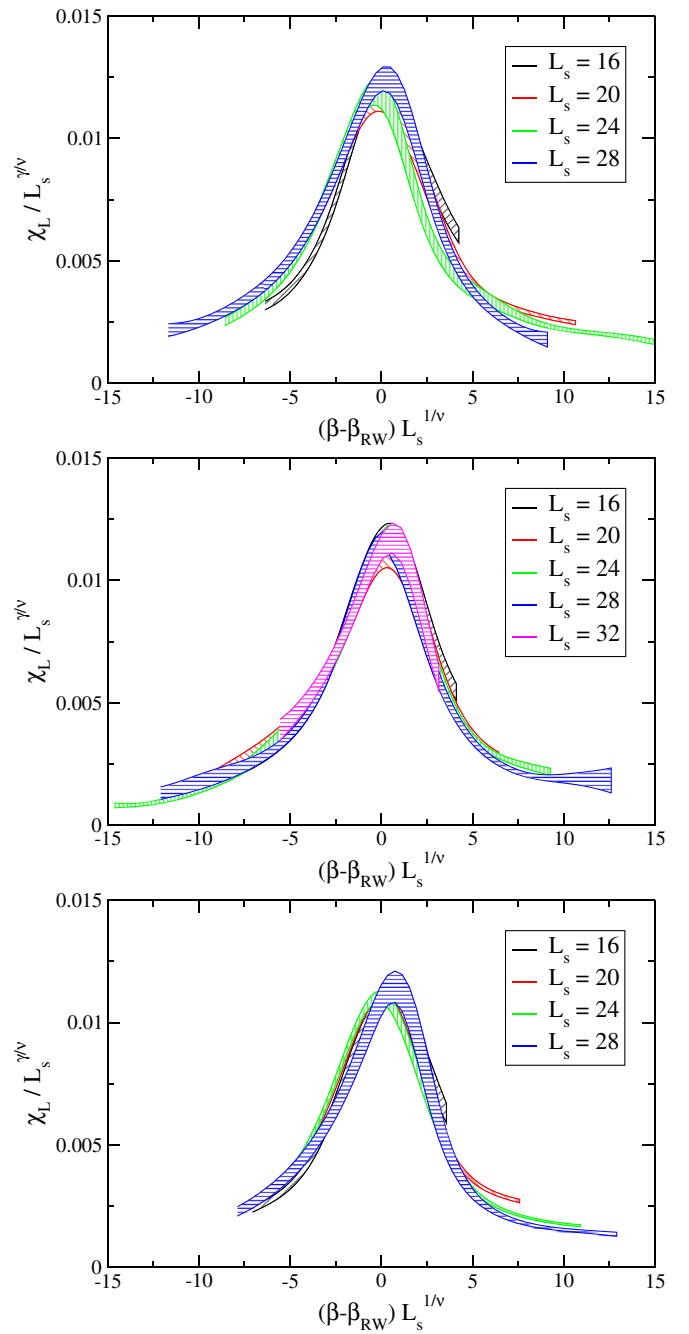 0.015
0.01
0.005
0
χ_L / L_s^{γ/ν}
-15 -10 -5 0 5 10 15
(β-β_RW) L_s^{1/ν}
L_s = 16
L_s = 20
L_s = 24
L_s = 28
0.015
0.01
0.005
0
χ_L / L_s^{γ/ν}
-15 -10 -5 0 5 10 15
(β-β_RW) L_s^{1/ν}
L_s = 16
L_s = 20
L_s = 24
L_s = 28
L_s = 32
0.015
0.01
0.005
0
χ_L / L_s^{γ/ν}
-15 -10 -5 0 5 10 15
(β-β_RW) L_s^{1/ν}
L_s = 16
L_s = 20
L_s = 24
L_s = 28